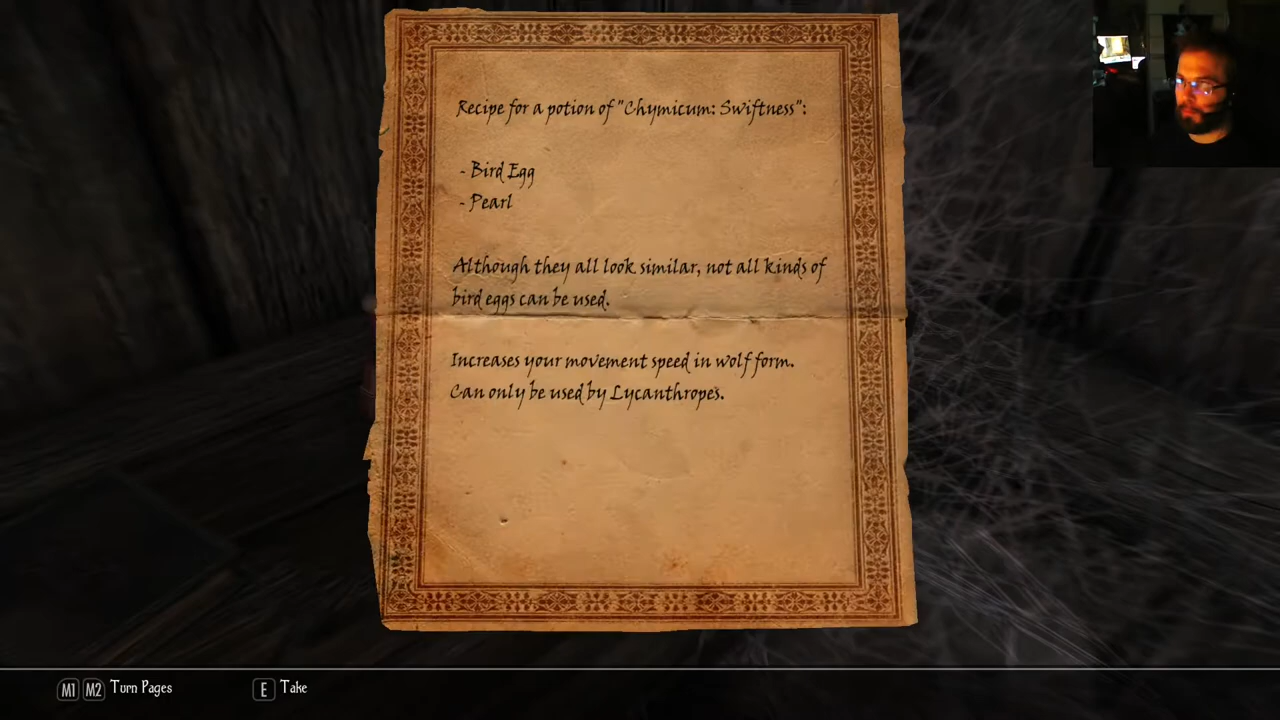 Recipe for a potion of "Chymicum: Swiftness":
- Bird Egg
- Pearl
Although they all look similar, not all kinds of
bird eggs can be used.
Increases your movement speed in wolf form.
Can only be used by Lycanthropes.
M1 M2 Turn Pages
E Take